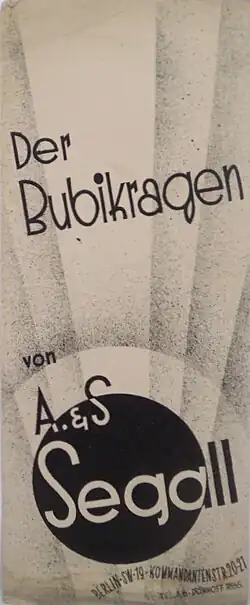 Der
Bubikragen
von
A. & S
Segall
BERLIN·SW·19·KOMMANDANTENSTR·20-21